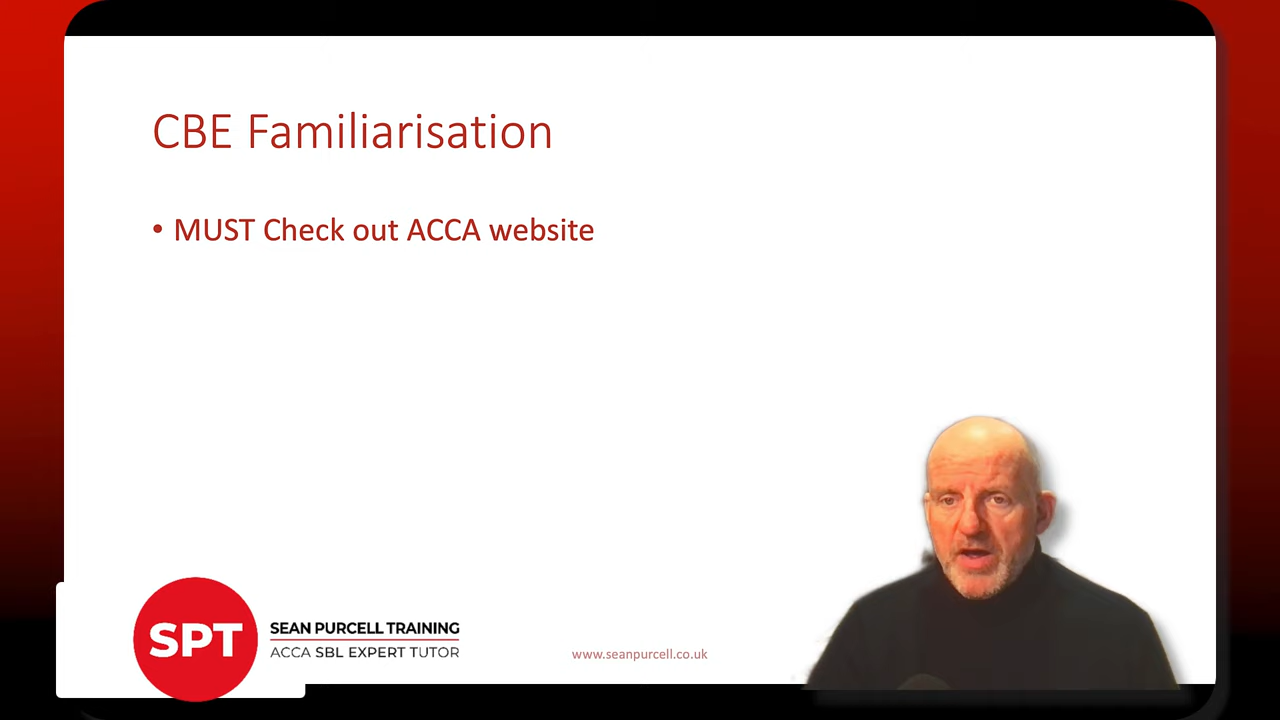 CBE Familiarisation
• MUST Check out ACCA website
SPT
SEAN PURCELL TRAINING
ACCA SBL EXPERT TUTOR
www.seanpurcell.co.uk